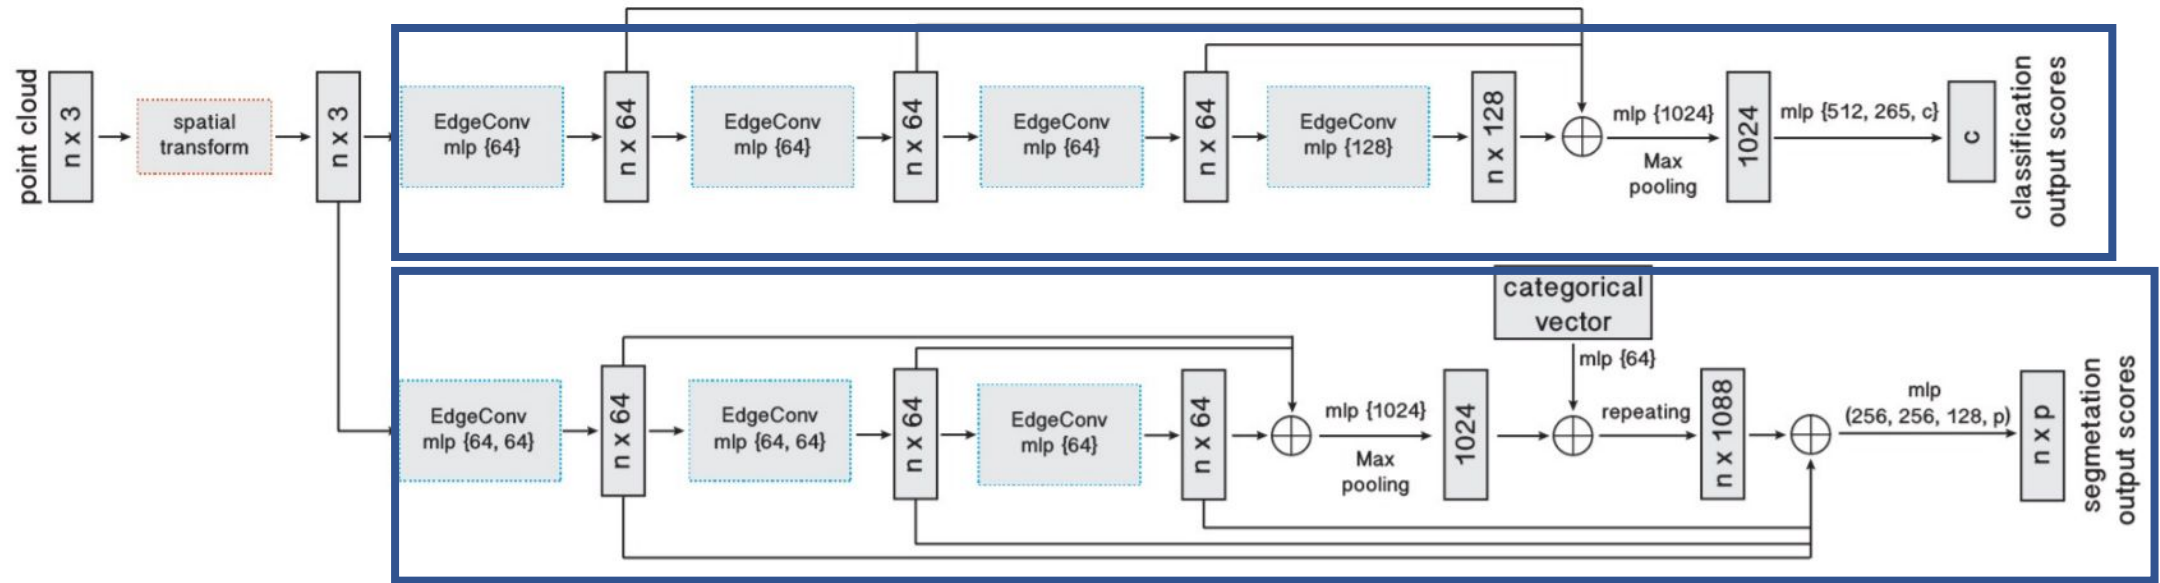 point cloud
n x 3
spatial
transform
n x 3
EdgeConv
mlp {64}
n x 64
EdgeConv
mlp {64}
n x 64
EdgeConv
mlp {64}
n x 64
EdgeConv
mlp {128}
n x 128
mlp {1024}
Max
pooling
1024
mlp {512, 265, c}
c
classification
output scores
EdgeConv
mlp {64, 64}
n x 64
EdgeConv
mlp {64, 64}
n x 64
EdgeConv
mlp {64}
n x 64
mlp {1024}
Max
pooling
1024
categorical
vector
mlp {64}
repeating
n x 1088
mlp
(256, 256, 128, p)
n x p
segmetation
output scores